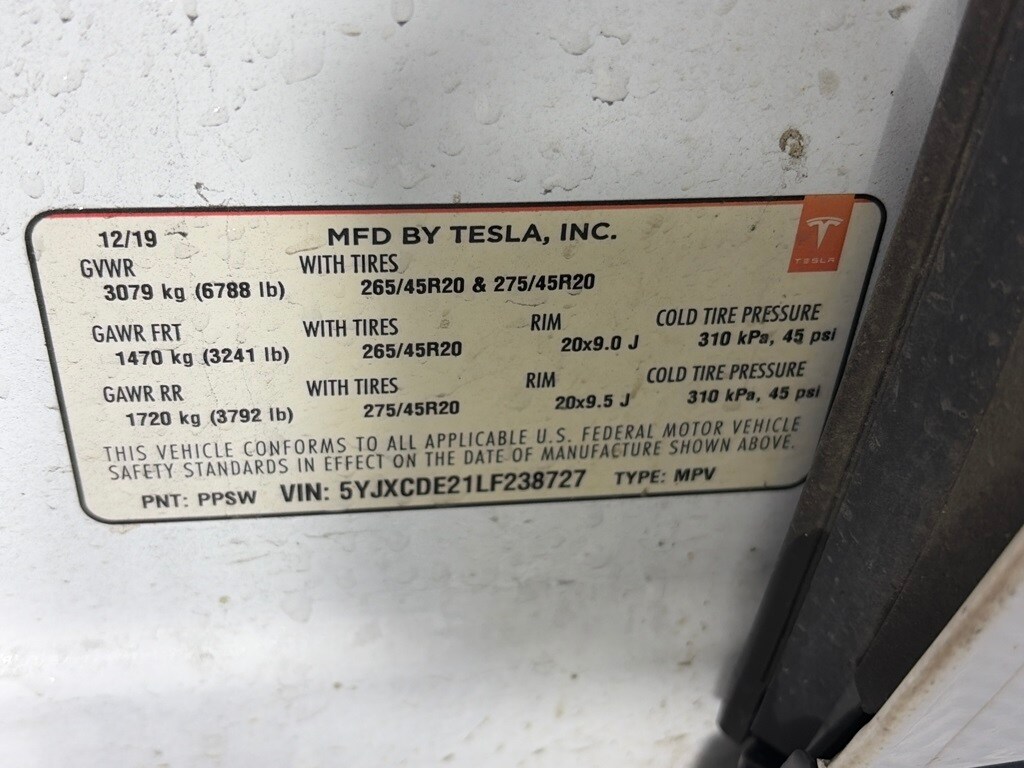 12/19 MFD BY TESLA, INC.
TESLA
GVWR WITH TIRES
3079 kg (6788 lb) 265/45R20 & 275/45R20
GAWR FRT WITH TIRES RIM COLD TIRE PRESSURE
1470 kg (3241 lb) 265/45R20 20x9.0 J 310 kPa, 45 psi
GAWR RR WITH TIRES RIM COLD TIRE PRESSURE
1720 kg (3792 lb) 275/45R20 20x9.5 J 310 kPa, 45 psi
THIS VEHICLE CONFORMS TO ALL APPLICABLE U.S. FEDERAL MOTOR VEHICLE
SAFETY STANDARDS IN EFFECT ON THE DATE OF MANUFACTURE SHOWN ABOVE.
PNT: PPSW VIN: 5YJXCDE21LF238727 TYPE: MPV